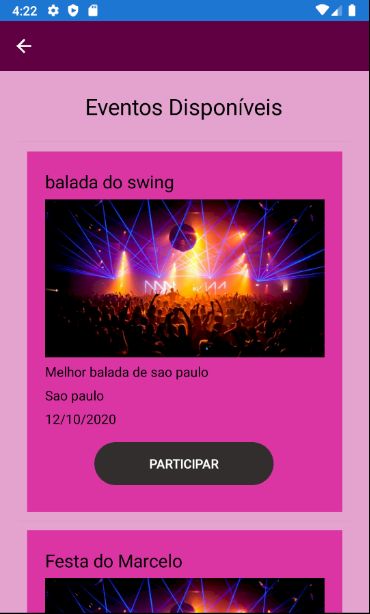 4:22
Eventos Disponíveis
balada do swing
Melhor balada de sao paulo
Sao paulo
12/10/2020
PARTICIPAR
Festa do Marcelo